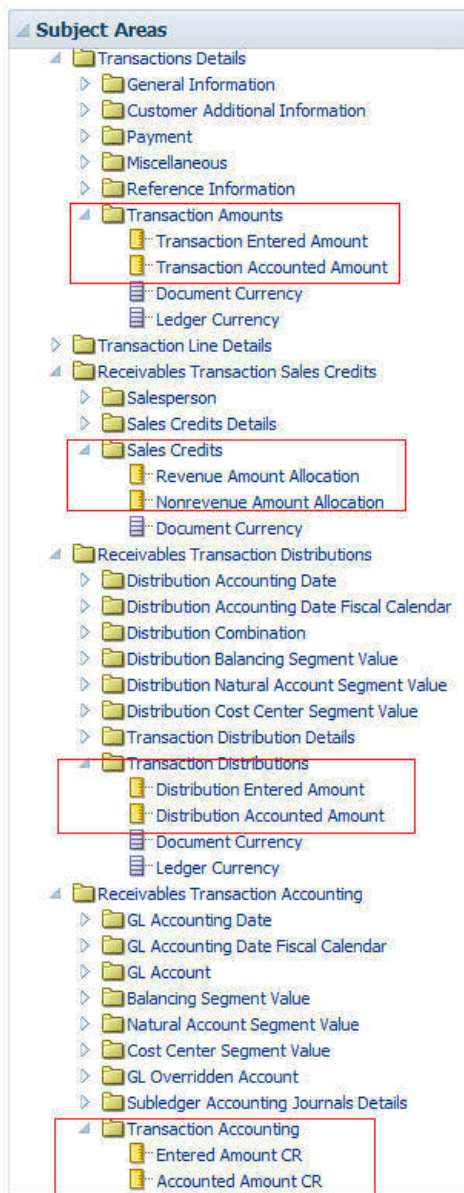 Subject Areas
Transactions Details
General Information
Customer Additional Information
Payment
Miscellaneous
Reference Information
Transaction Amounts
Transaction Entered Amount
Transaction Accounted Amount
Document Currency
Ledger Currency
Transaction Line Details
Receivables Transaction Sales Credits
Salesperson
Sales Credits Details
Sales Credits
Revenue Amount Allocation
Nonrevenue Amount Allocation
Document Currency
Receivables Transaction Distributions
Distribution Accounting Date
Distribution Accounting Date Fiscal Calendar
Distribution Combination
Distribution Balancing Segment Value
Distribution Natural Account Segment Value
Distribution Cost Center Segment Value
Transaction Distribution Details
Transaction Distributions
Distribution Entered Amount
Distribution Accounted Amount
Document Currency
Ledger Currency
Receivables Transaction Accounting
GL Accounting Date
GL Accounting Date Fiscal Calendar
GL Account
Balancing Segment Value
Natural Account Segment Value
Cost Center Segment Value
GL Overridden Account
Subledger Accounting Journals Details
Transaction Accounting
Entered Amount CR
Accounted Amount CR